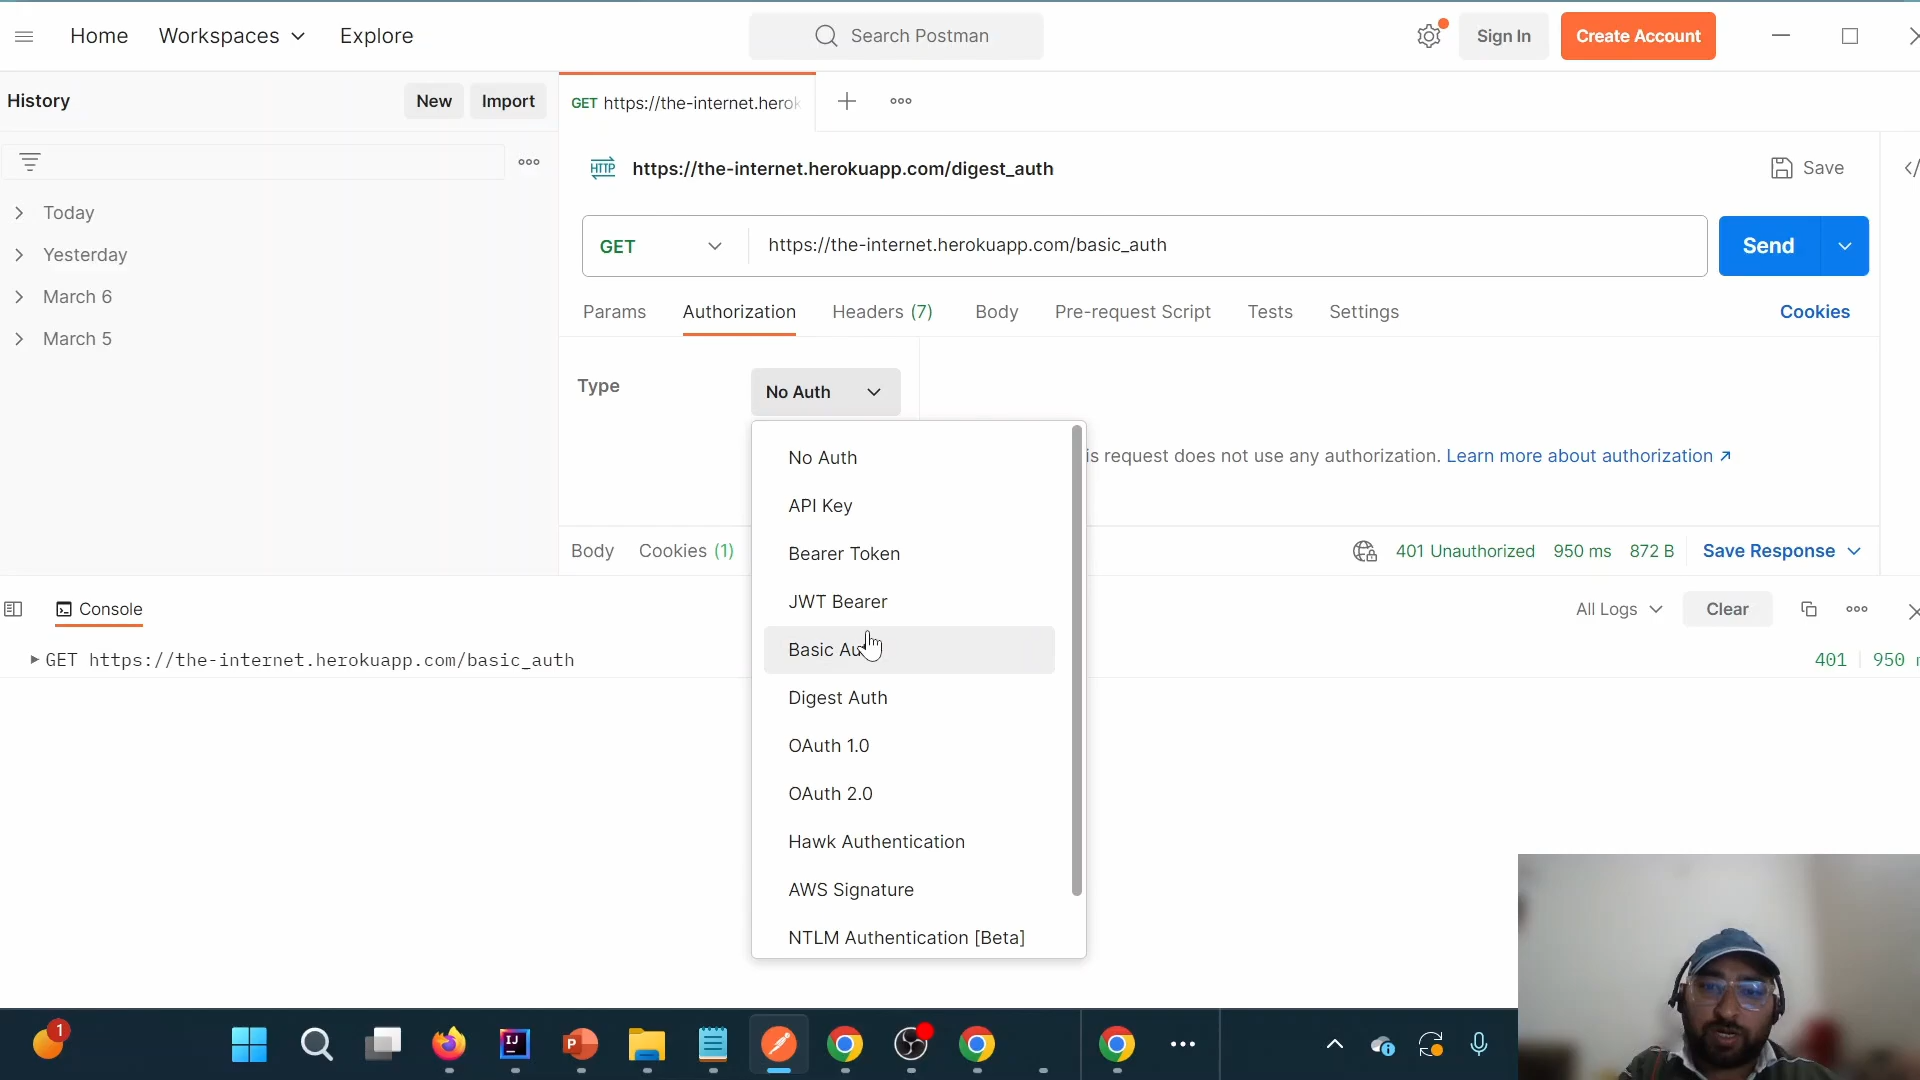 Home Workspaces Explore
Search Postman
Sign In
Create Account
History
New
Import
GET https://the-internet.herok
HTTP https://the-internet.herokuapp.com/digest_auth
Save
Today
Yesterday
March 6
March 5
GET https://the-internet.herokuapp.com/basic_auth
Send
Params Authorization Headers (7) Body Pre-request Script Tests Settings
Cookies
Type
No Auth
No Auth
API Key
Bearer Token
JWT Bearer
Basic Au
Digest Auth
OAuth 1.0
OAuth 2.0
Hawk Authentication
AWS Signature
NTLM Authentication [Beta]
is request does not use any authorization. Learn more about authorization
Body Cookies (1)
401 Unauthorized 950 ms 872 B Save Response
Console
All Logs Clear
GET https://the-internet.herokuapp.com/basic_auth
401 950
1
IJ
P